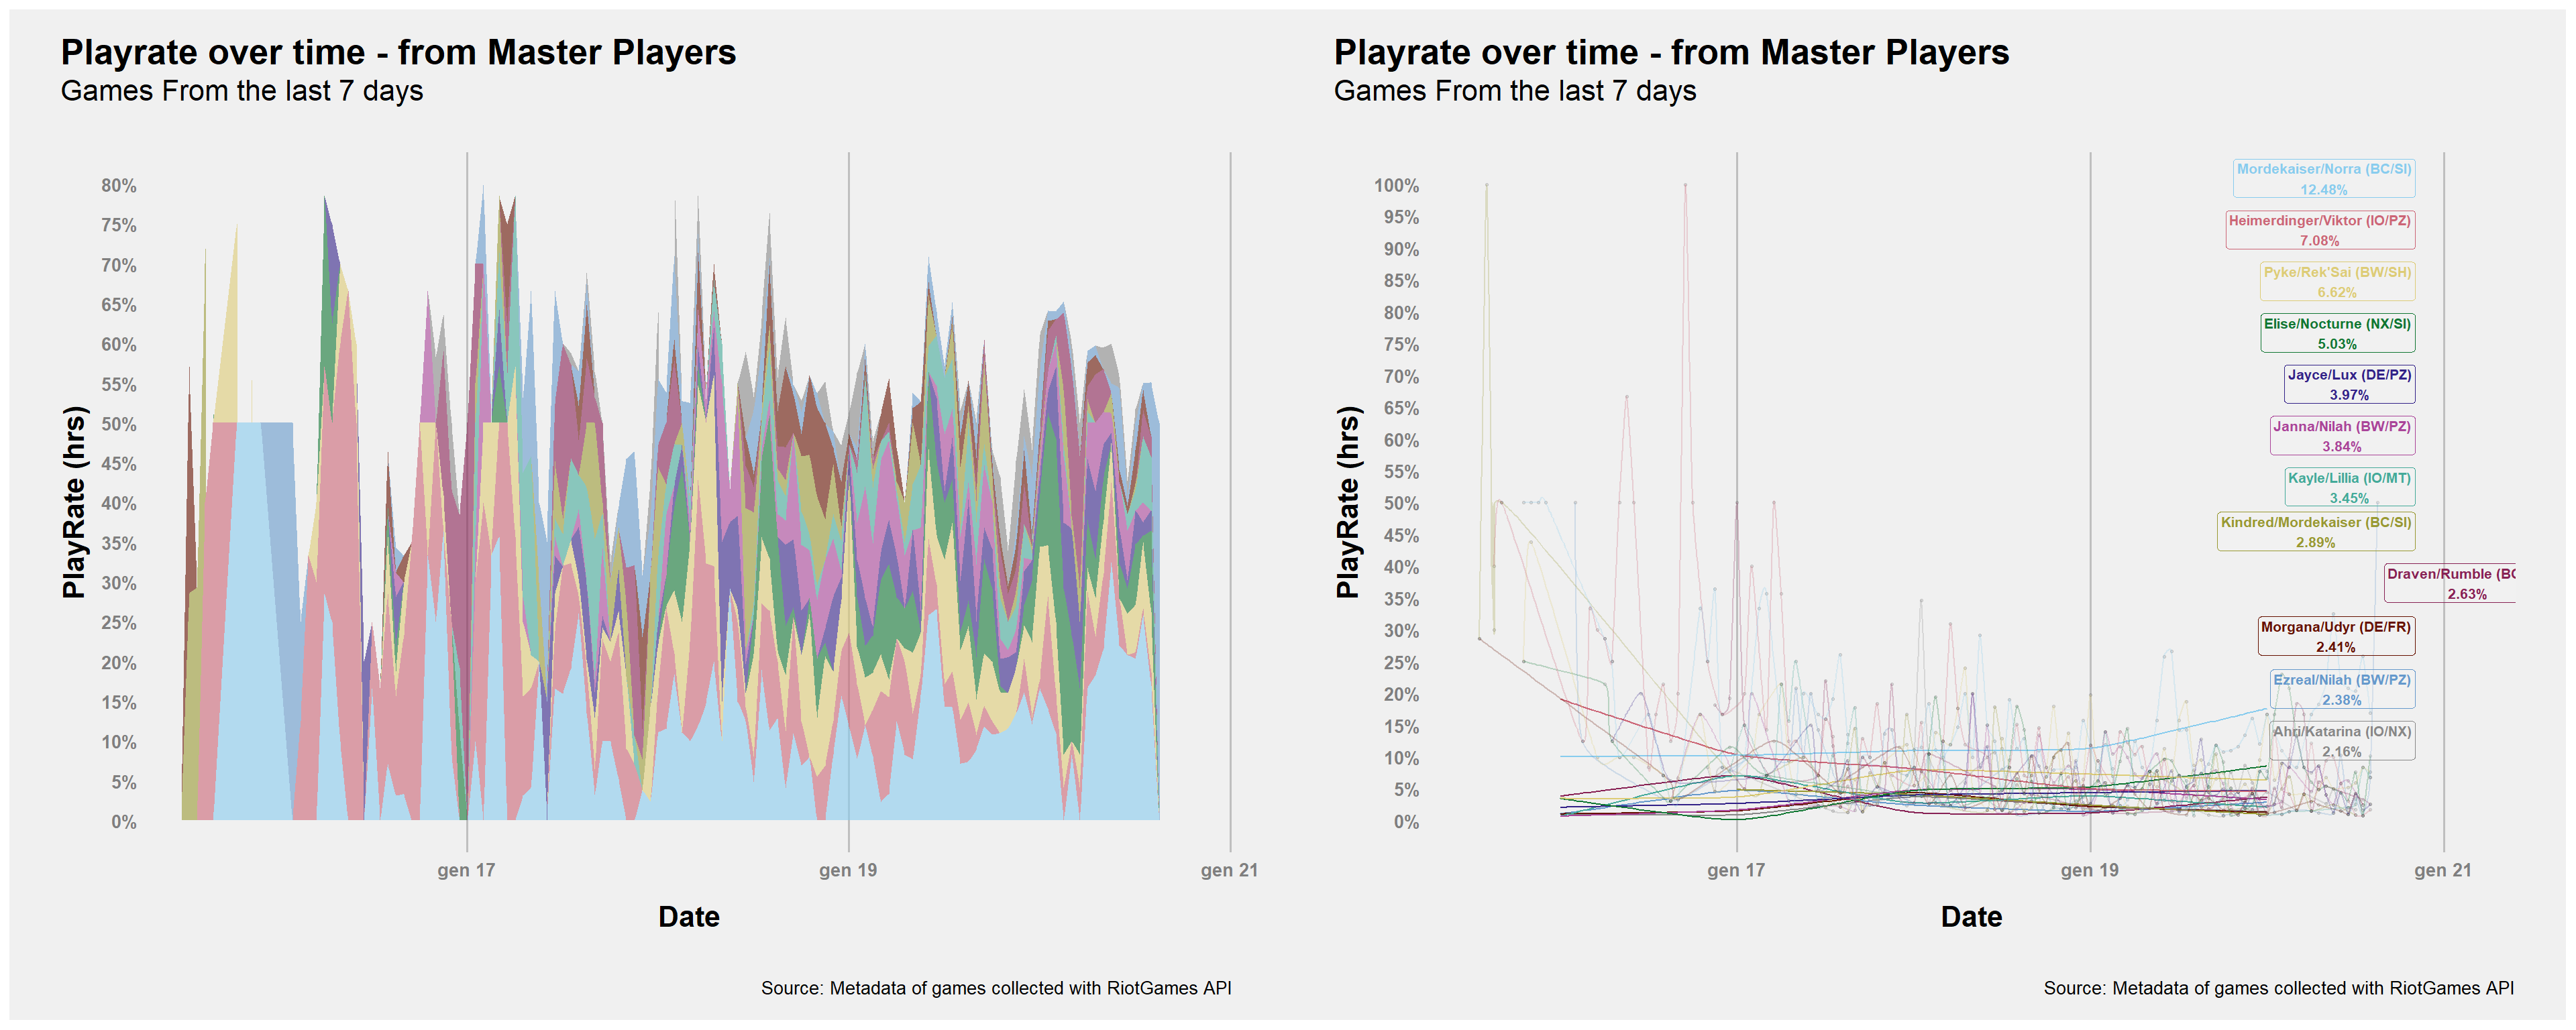 Playrate over time - from Master Players
Games From the last 7 days
PlayRate (hrs)
80%
75%
70%
65%
60%
55%
50%
45%
40%
35%
30%
25%
20%
15%
10%
5%
0%
gen 17
gen 19
gen 21
Date
Source: Metadata of games collected with RiotGames API
Playrate over time - from Master Players
Games From the last 7 days
PlayRate (hrs)
100%
95%
90%
85%
80%
75%
70%
65%
60%
55%
50%
45%
40%
35%
30%
25%
20%
15%
10%
5%
0%
Mordekaiser/Norra (BC/SI)
12.48%
Heimerdinger/Viktor (IO/PZ)
7.08%
Pyke/Rek'Sai (BW/SH)
6.62%
Elise/Nocturne (NX/SI)
5.03%
Jayce/Lux (DE/PZ)
3.97%
Janna/Nilah (BW/PZ)
3.84%
Kayle/Lillia (IO/MT)
3.45%
Kindred/Mordekaiser (BC/SI)
2.89%
Draven/Rumble
2.63%
Morgana/Udyr (DE/FR)
2.41%
Ezreal/Nilah (BW/PZ)
2.38%
Ahri/Katarina (IO/NX)
2.16%
gen 17
gen 19
gen 21
Date
Source: Metadata of games collected with RiotGames API